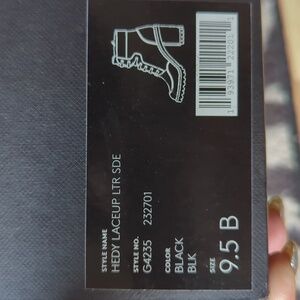 STYLE NAME
HEDY LACEUP LTR SDE
STYLE NO.
G4235 232701
COLOR
BLACK
BLK
SIZE
9.5 B